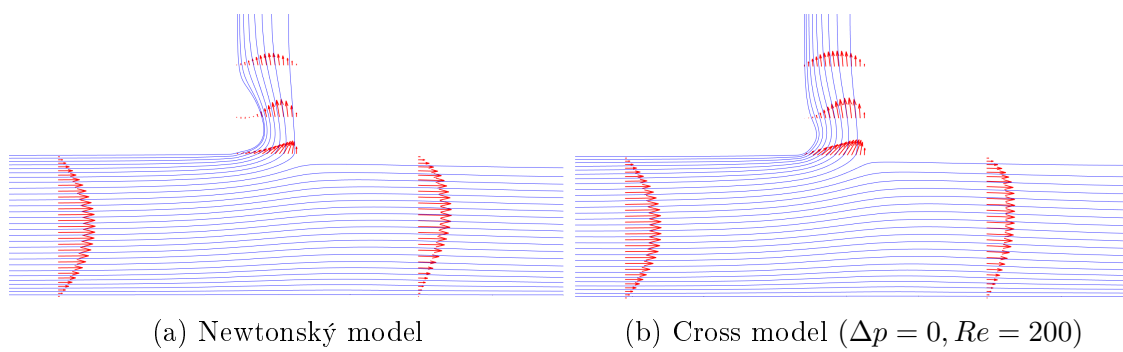 (a) Newtonský model
(b) Cross model (Δp = 0, Re = 200)